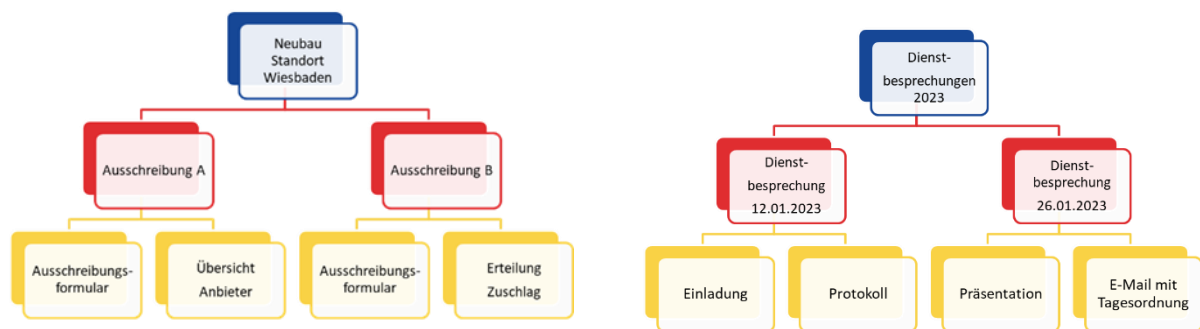 Neubau
Standort
Wiesbaden
Ausschreibung A
Ausschreibung B
Ausschreibungs-
formular
Übersicht
Anbieter
Ausschreibungs-
formular
Erteilung
Zuschlag
Dienst-
besprechungen
2023
Dienst-
besprechung
12.01.2023
Dienst-
besprechung
26.01.2023
Einladung
Protokoll
Präsentation
E-Mail mit
Tagesordnung